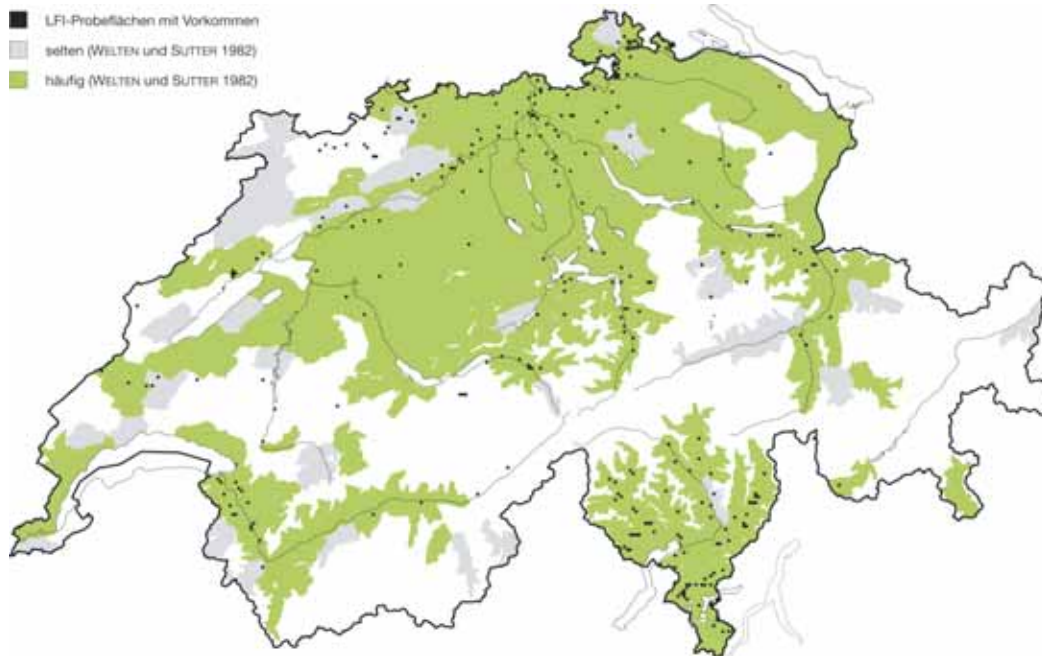 LFI-Probeflächen mit Vorkommen
selten (WELTEN und SUTTER 1982)
häufig (WELTEN und SUTTER 1982)